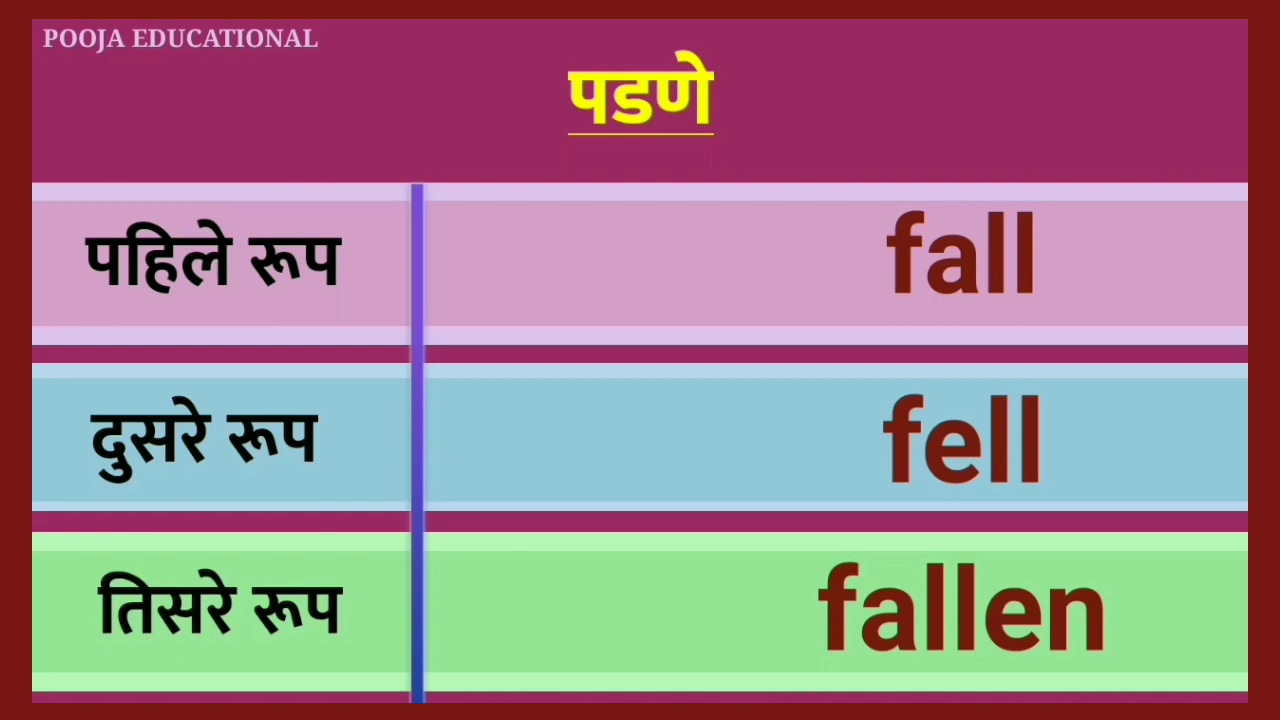 POOJA EDUCATIONAL
पडणे
पहिले रूप
fall
दुसरे रूप
fell
तिसरे रूप
fallen